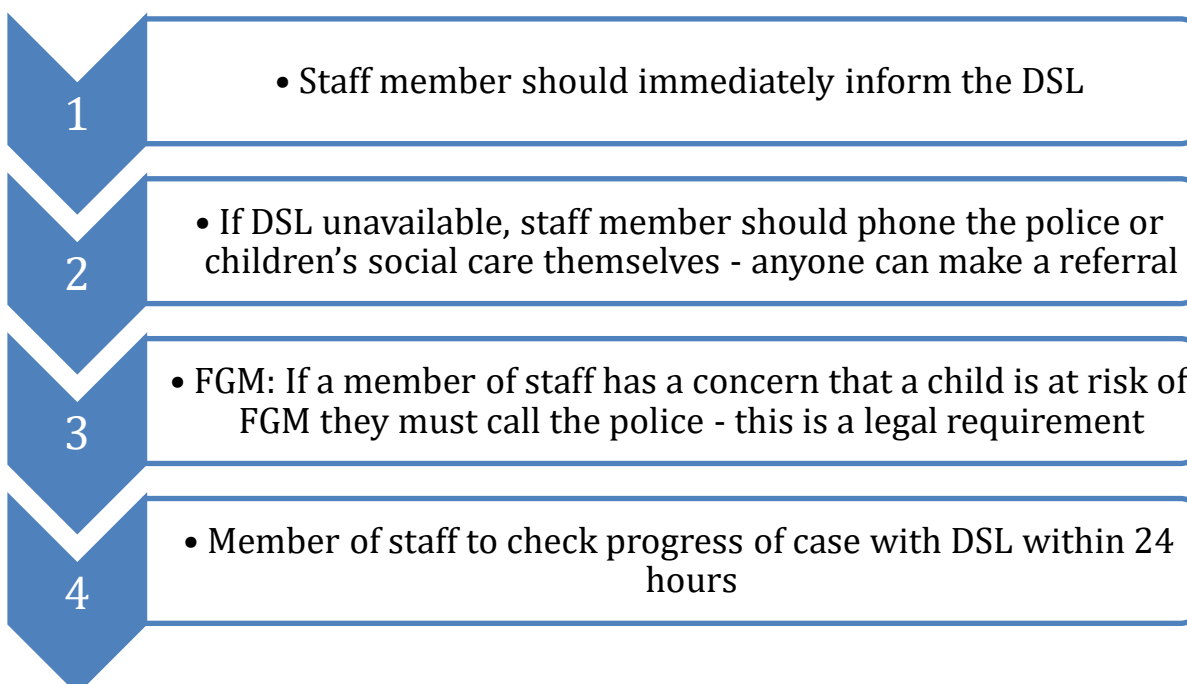 1
• Staff member should immediately inform the DSL
2
• If DSL unavailable, staff member should phone the police or
children's social care themselves - anyone can make a referral
3
• FGM: If a member of staff has a concern that a child is at risk of
FGM they must call the police - this is a legal requirement
4
• Member of staff to check progress of case with DSL within 24
hours